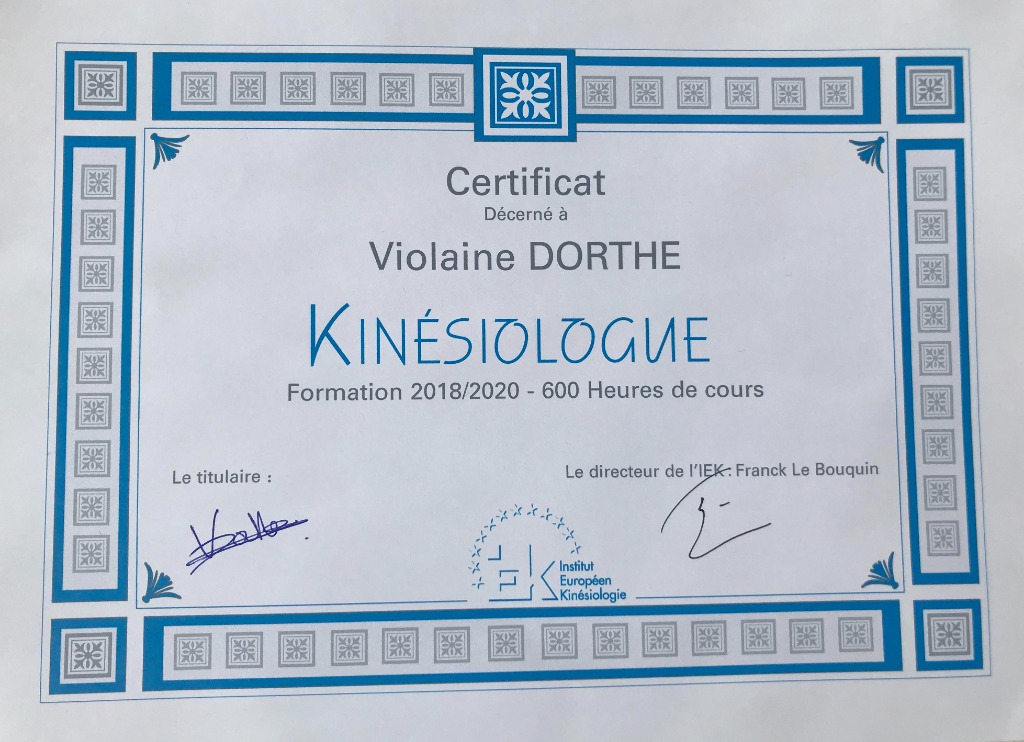 Certificat
Décerné à
Violaine DORTHE
KINÉSIOLOGUE
Formation 2018/2020 - 600 Heures de cours
Le titulaire :
Le directeur de l'IEK : Franck Le Bouquin
IEK
Institut
Européen
Kinésiologie